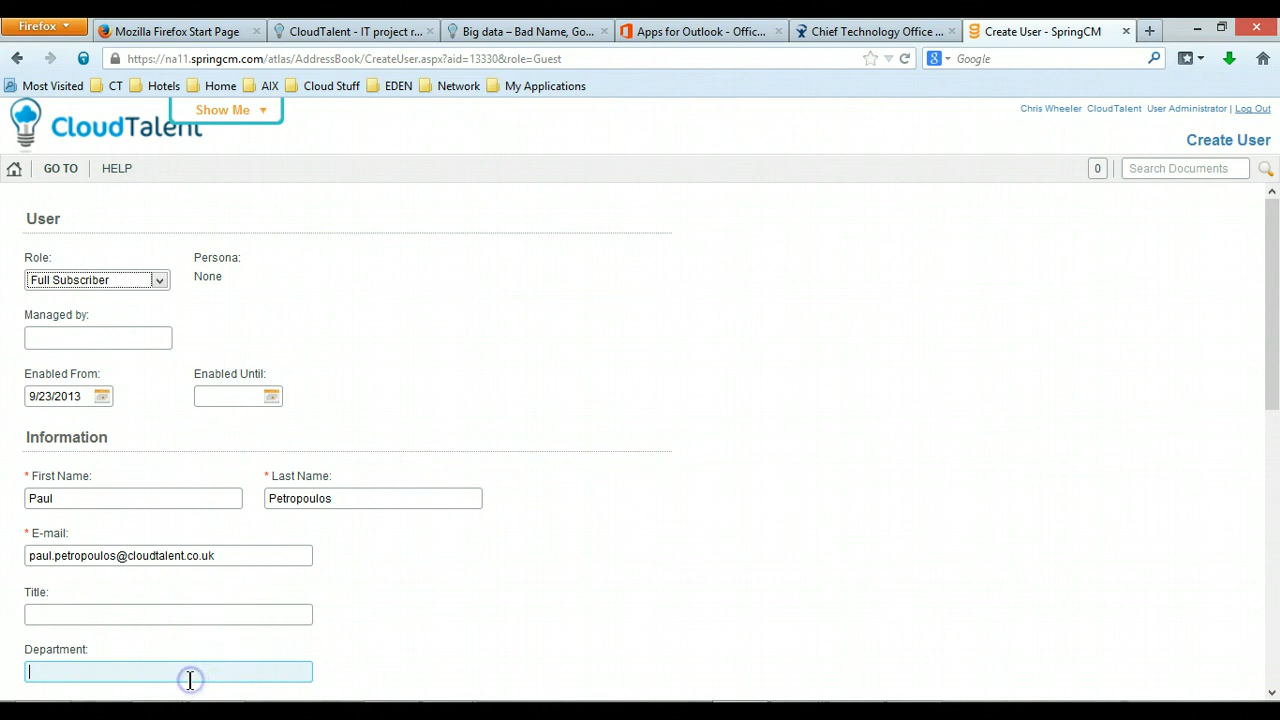 Firefox
Mozilla Firefox Start Page
CloudTalent - IT project r...
Big data – Bad Name, Go...
Apps for Outlook - Offic...
Chief Technology Office ...
Create User - SpringCM
https://na11.springcm.com/atlas/AddressBook/CreateUser.aspx?aid=13330&role=Guest
Google
Most Visited
CT
Hotels
Home
AIX
Cloud Stuff
EDEN
Network
My Applications
CloudTalent
Show Me
Chris Wheeler CloudTalent User Administrator | Log Out
Create User
GO TO
HELP
0
Search Documents
User
Role:
Persona:
Full Subscriber
None
Managed by:
Enabled From:
Enabled Until:
9/23/2013
Information
* First Name:
* Last Name:
Paul
Petropoulos
* E-mail:
paul.petropoulos@cloudtalent.co.uk
Title:
Department: